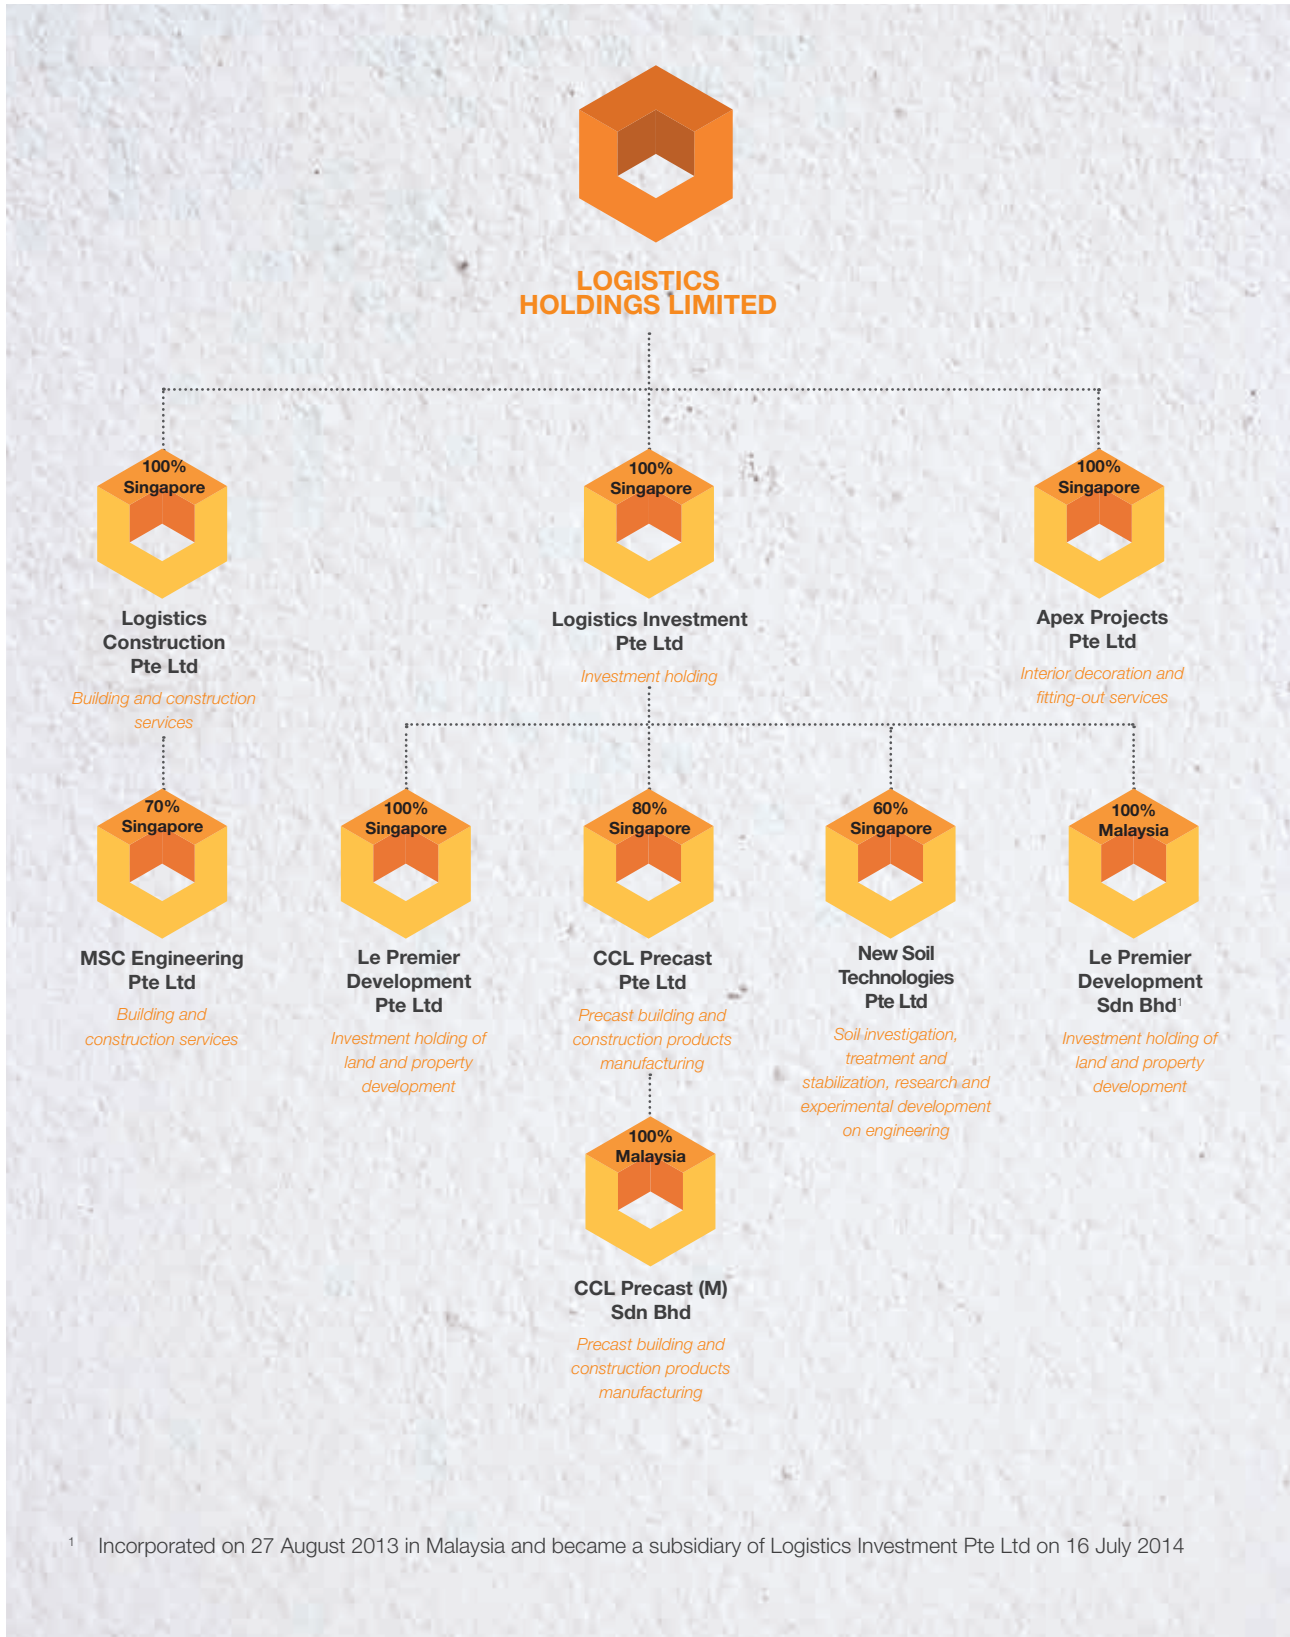 LOGISTICS
HOLDINGS LIMITED
100%
Singapore
Logistics
Construction
Pte Ltd
Building and construction
services
100%
Singapore
Logistics Investment
Pte Ltd
Investment holding
100%
Singapore
Apex Projects
Pte Ltd
Interior decoration and
fitting-out services
70%
Singapore
MSC Engineering
Pte Ltd
Building and
construction services
100%
Singapore
Le Premier
Development
Pte Ltd
Investment holding of
land and property
development
80%
Singapore
CCL Precast
Pte Ltd
Precast building and
construction products
manufacturing
60%
Singapore
New Soil
Technologies
Pte Ltd
Soil investigation,
treatment and
stabilization, research and
experimental development
on engineering
100%
Malaysia
Le Premier
Development
Sdn Bhd¹
Investment holding of
land and property
development
100%
Malaysia
CCL Precast (M)
Sdn Bhd
Precast building and
construction products
manufacturing
¹ Incorporated on 27 August 2013 in Malaysia and became a subsidiary of Logistics Investment Pte Ltd on 16 July 2014